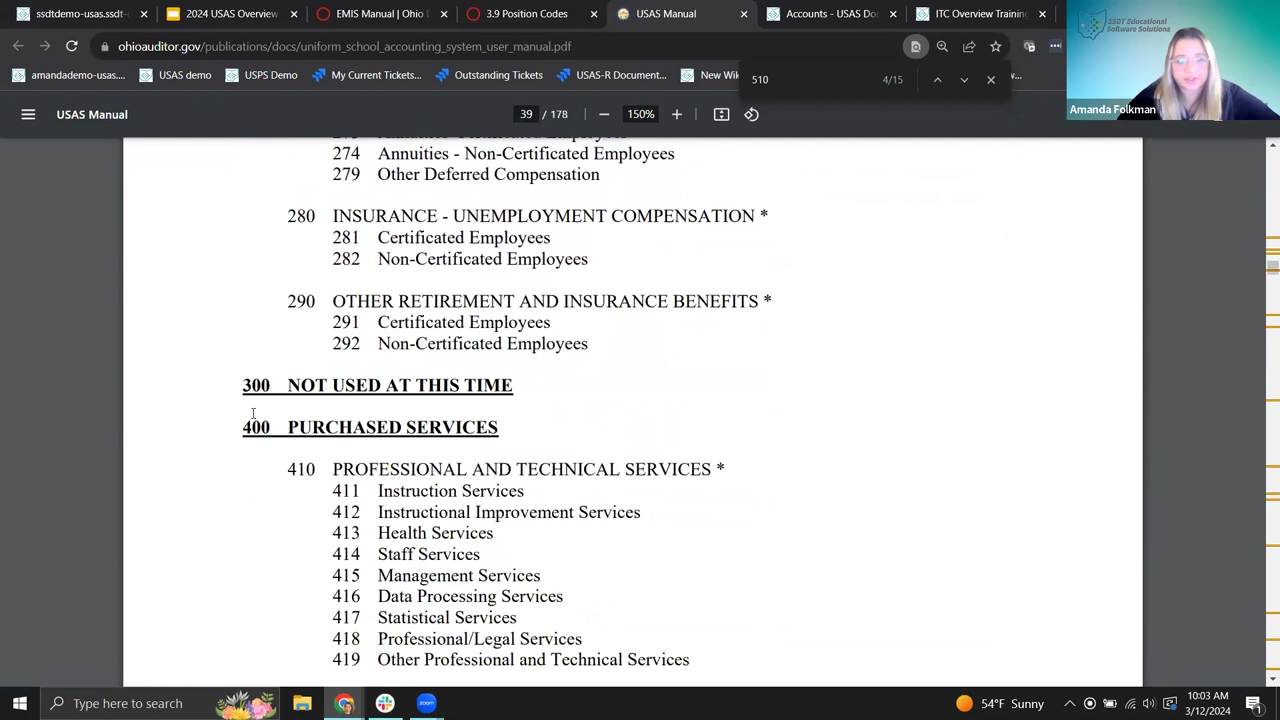 ssdtdemo-usas.ssdt-
2024 USAS Overview
EMIS Manual | Ohio
3.9 Position Codes
USAS Manual
Accounts - USAS Do
ITC Overview Training
SSDT Educational
Software Solutions
ohioauditor.gov/publications/docs/uniform_school_accounting_system_user_manual.pdf
amandademo-usas...
USAS demo
USPS Demo
My Current Tickets...
Outstanding Tickets
USAS-R Document...
New Wik
510
4/15
Amanda Folkman
USAS Manual
39 / 178
150%
274 Annuities - Non-Certificated Employees
279 Other Deferred Compensation
280 INSURANCE - UNEMPLOYMENT COMPENSATION *
281 Certificated Employees
282 Non-Certificated Employees
290 OTHER RETIREMENT AND INSURANCE BENEFITS *
291 Certificated Employees
292 Non-Certificated Employees
300 NOT USED AT THIS TIME
400 PURCHASED SERVICES
410 PROFESSIONAL AND TECHNICAL SERVICES *
411 Instruction Services
412 Instructional Improvement Services
413 Health Services
414 Staff Services
415 Management Services
416 Data Processing Services
417 Statistical Services
418 Professional/Legal Services
419 Other Professional and Technical Services
Type here to search
zoom
54°F Sunny
10:03 AM
3/12/2024